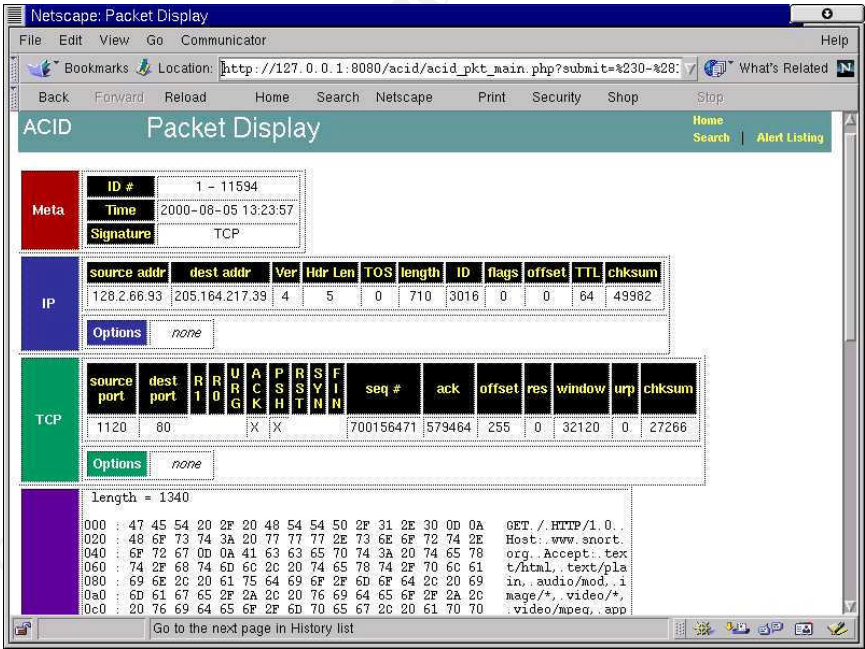 Netscape: Packet Display
File Edit View Go Communicator Help
Bookmarks Location: http://127.0.0.1:8080/acid/acid_pkt_main.php?submit=%230-%28: What's Related N
Back Forward Reload Home Search Netscape Print Security Shop Stop
ACID Packet Display
Home
Search | Alert Listing
Meta
ID # 1 - 11594
Time 2000-08-05 13:23:57
Signature TCP
IP
source addr dest addr Ver Hdr Len TOS length ID flags offset TTL chksum
128.2.66.93 205.164.217.39 4 5 0 710 3016 0 0 64 49982
Options none
TCP
source port dest port R1 R0 URG ACK PSH RST SYN FIN seq # ack offset res window urp chksum
1120 80 X X 700156471 579464 255 0 32120 0 27266
Options none
length = 1340
000 : 47 45 54 20 2F 20 48 54 54 50 2F 31 2E 30 0D 0A GET./.HTTP/1.0..
020 : 48 6F 73 74 3A 20 77 77 77 2E 73 6E 6F 72 74 2E Host:.www.snort.
040 : 6F 72 67 0D 0A 41 63 63 65 70 74 3A 20 74 65 78 org..Accept:.tex
060 : 74 2F 68 74 6D 6C 2C 20 74 65 78 74 2F 70 6C 61 t/html,.text/pla
080 : 69 6E 2C 20 61 75 64 69 6F 2F 6D 6F 64 2C 20 69 in,.audio/mod,.i
0a0 : 6D 61 67 65 2F 2A 2C 20 76 69 64 65 6F 2F 2A 2C mage/*,.video/*,
0c0 : 20 76 69 64 65 6F 2F 6D 70 65 67 2C 20 61 70 70 .video/mpeg,.app
Go to the next page in History list